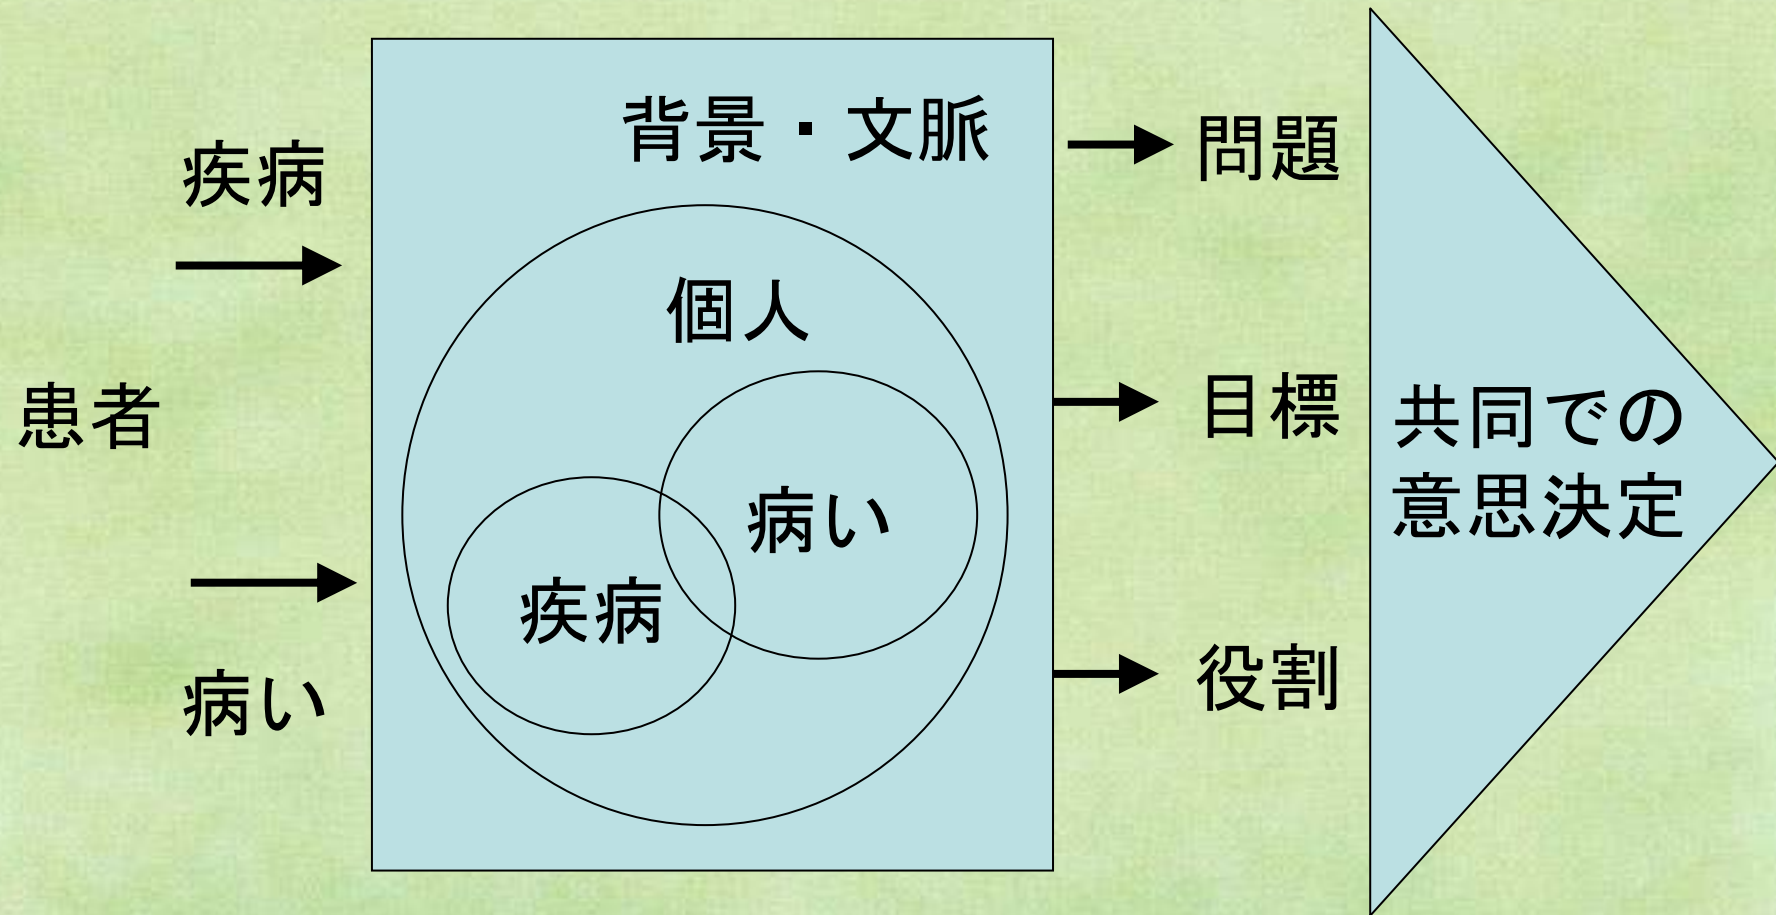 患者
疾病
病い
背景・文脈
個人
病い
疾病
問題
目標
役割
共同での
意思決定